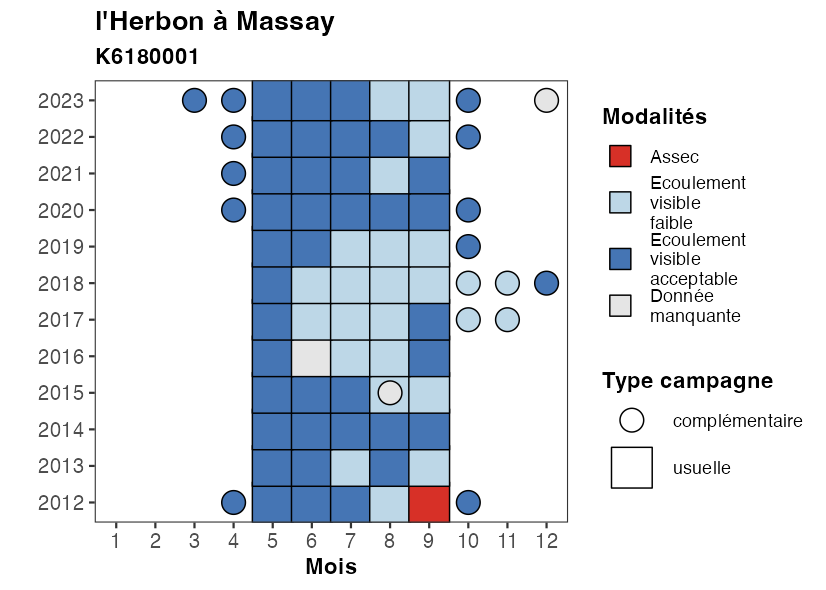 l'Herbon à Massay
K6180001
2023
2022
2021
2020
2019
2018
2017
2016
2015
2014
2013
2012
1 2 3 4 5 6 7 8 9 10 11 12
Mois
Modalités
Assec
Ecoulement
visible
faible
Ecoulement
visible
acceptable
Donnée
manquante
Type campagne
complémentaire
usuelle